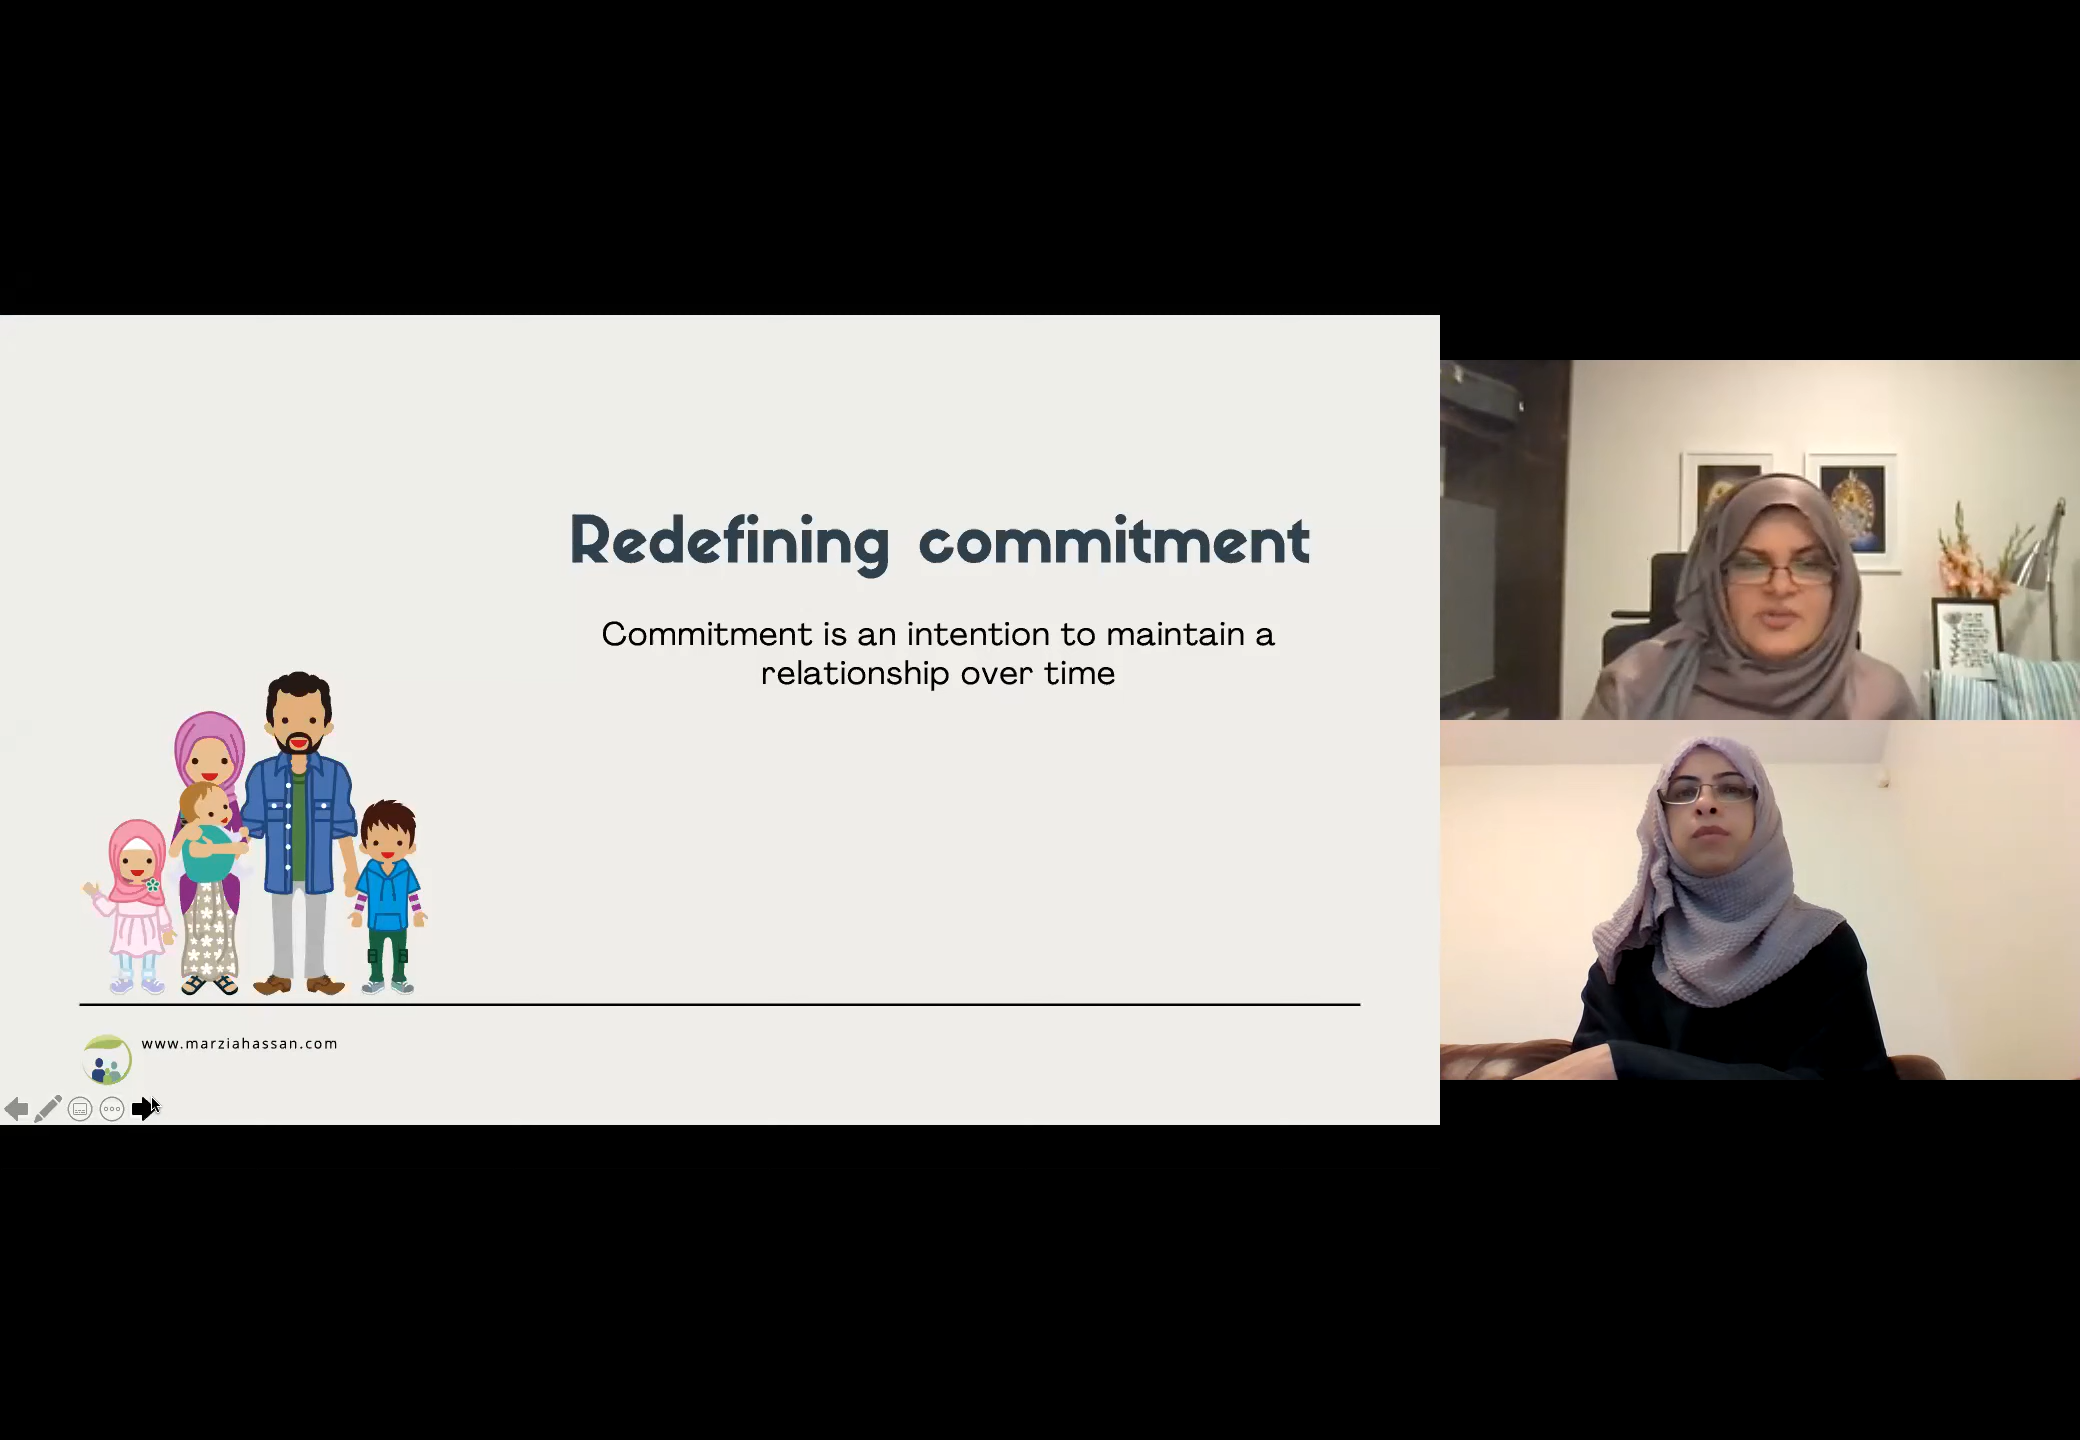 Redefining commitment
Commitment is an intention to maintain a
relationship over time
www.marziahassan.com